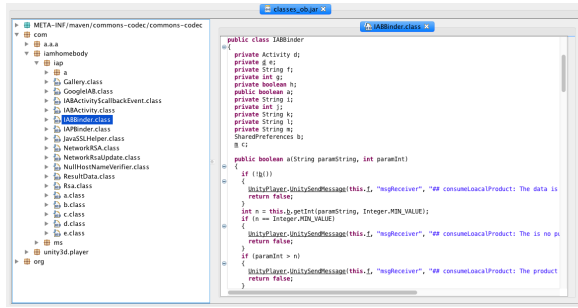 classes_ob.jar
META-INF/maven/commons-codec/commons-codec
com
a.a.a
iamhomebody
iap
a
Gallery.class
GoogleIAB.class
IABActivityScallbackEvent.class
IABActivity.class
IABBinder.class
IAPBinder.class
JavaSSLHelper.class
NetworkRSA.class
NetworkRsaUpdate.class
NullHostNameVerifier.class
ResultData.class
Rsa.class
a.class
b.class
c.class
d.class
e.class
ms
unity3d.player
org
IABBinder.class
public class IABBinder
{
private Activity d;
private d e;
private String f;
private int g;
private boolean h;
public boolean a;
private String i;
private int j;
private String k;
private String l;
private String m;
SharedPreferences b;
m c;
public boolean a(String paramString, int paramInt)
{
if (!b())
{
UnityPlayer.UnitySendMessage(this.f, "msgReceiver", "## consumeLoacalProduct: The data is
return false;
}
int n = this.b.getInt(paramString, Integer.MIN_VALUE);
if (n == Integer.MIN_VALUE)
{
UnityPlayer.UnitySendMessage(this.f, "msgReceiver", "## consumeLoacalProduct: The is no pu
return false;
}
if (paramInt > n)
{
UnityPlayer.UnitySendMessage(this.f, "msgReceiver", "## consumeLoacalProduct: The product
return false;
}